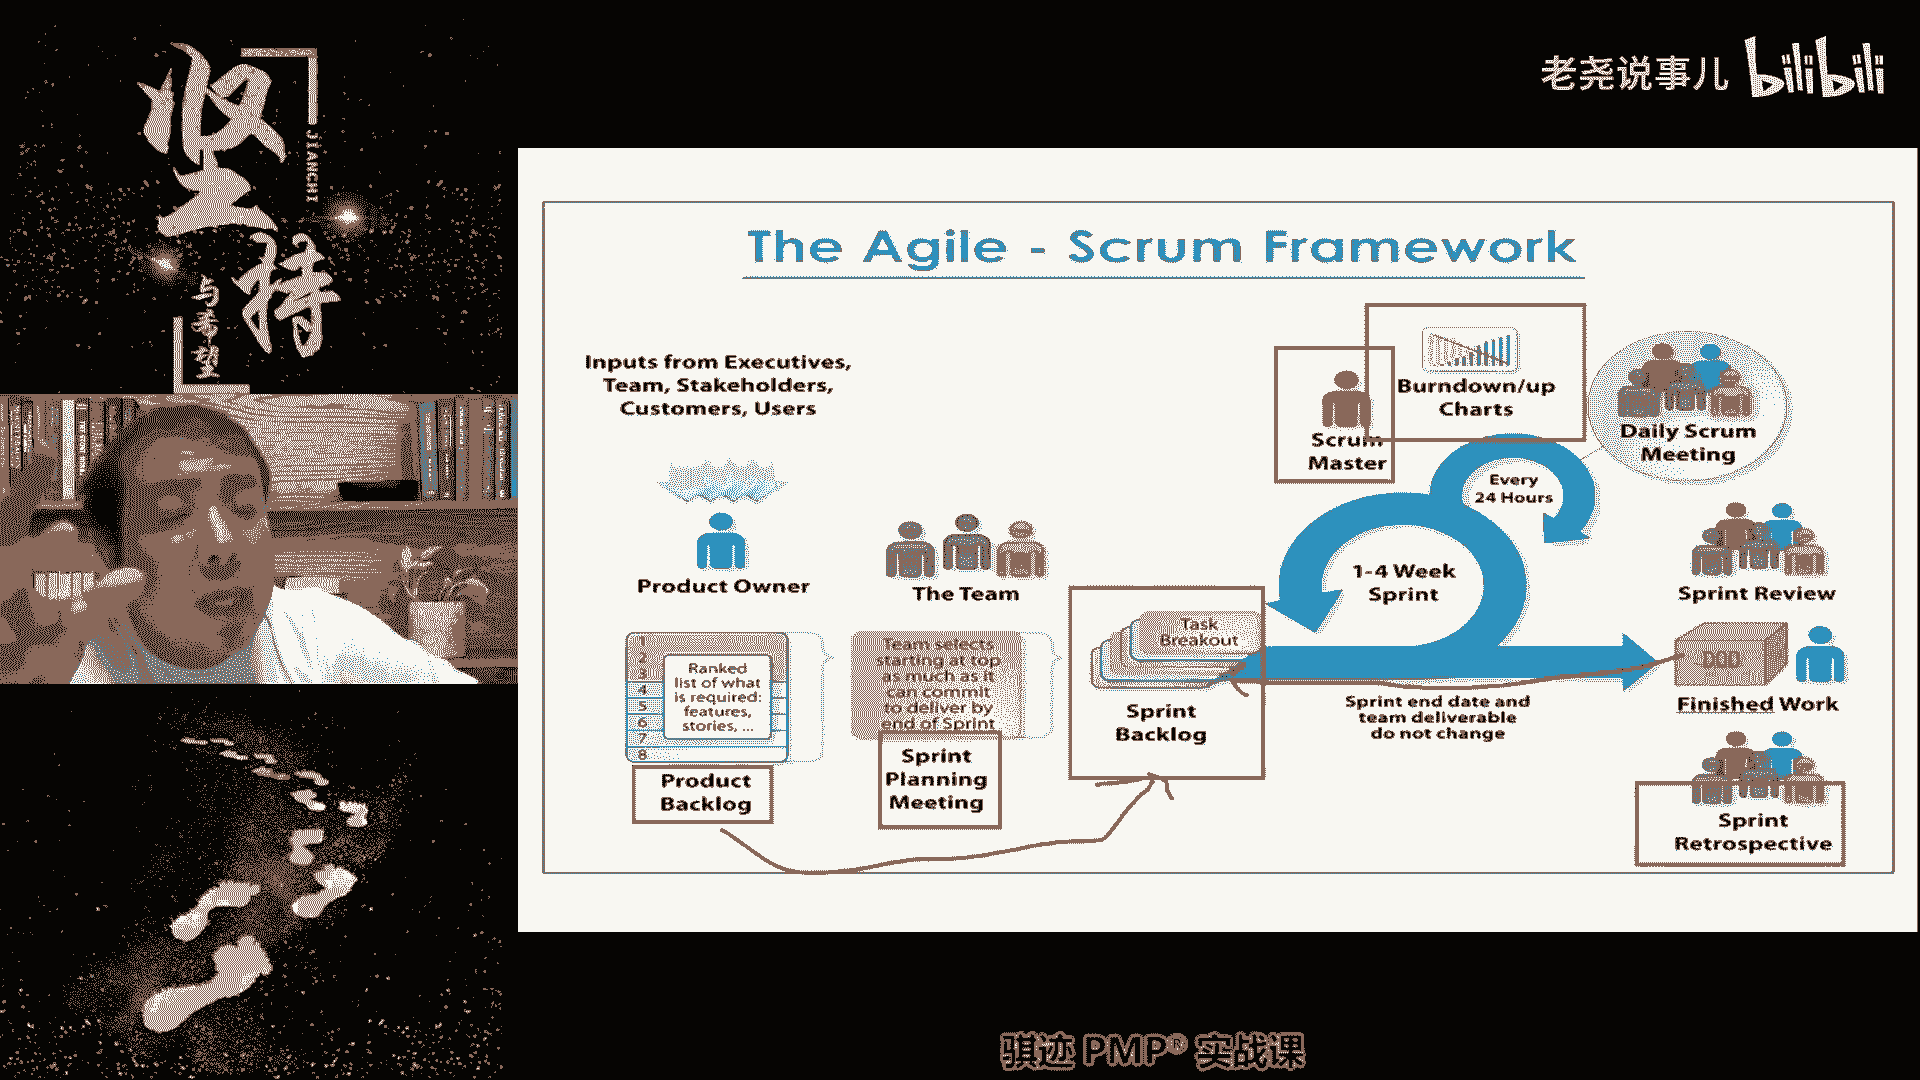 坚
持
JIANCHI
与希望
老尧说事儿 bilibili
The Agile - Scrum Framework
Inputs from Executives,
Team, Stakeholders,
Customers, Users
Product Owner
The Team
1
2
3
4
5
6
7
8
Ranked
list of what
is required:
features,
stories, ...
Product
Backlog
Team selects
starting at top
as much as it
can commit
to deliver by
end of Sprint
Sprint
Planning
Meeting
Task
Breakout
Sprint
Backlog
Scrum
Master
Burndown/up
Charts
Daily Scrum
Meeting
Every
24 Hours
1-4 Week
Sprint
Sprint end date and
team deliverable
do not change
Sprint Review
DOD
Finished Work
Sprint
Retrospective
骐迹 PMP® 实战课